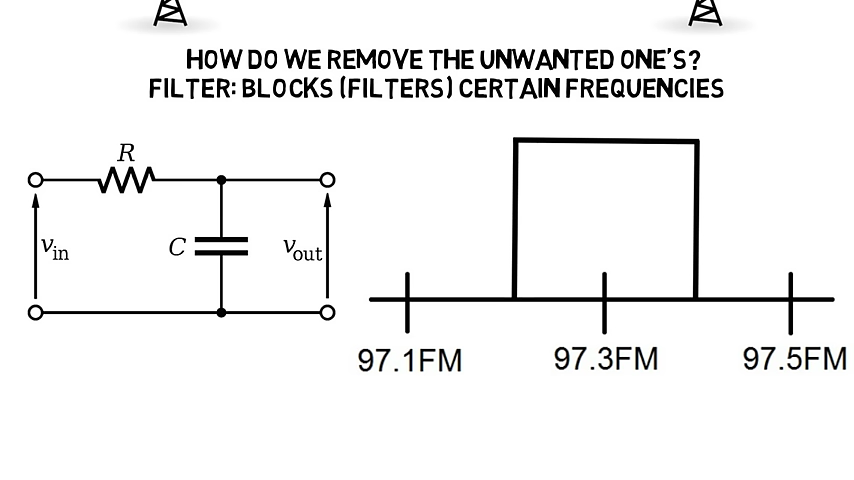 HOW DO WE REMOVE THE UNWANTED ONE'S?
FILTER: BLOCKS (FILTERS) CERTAIN FREQUENCIES
R
vin
C
vout
97.1FM
97.3FM
97.5FM